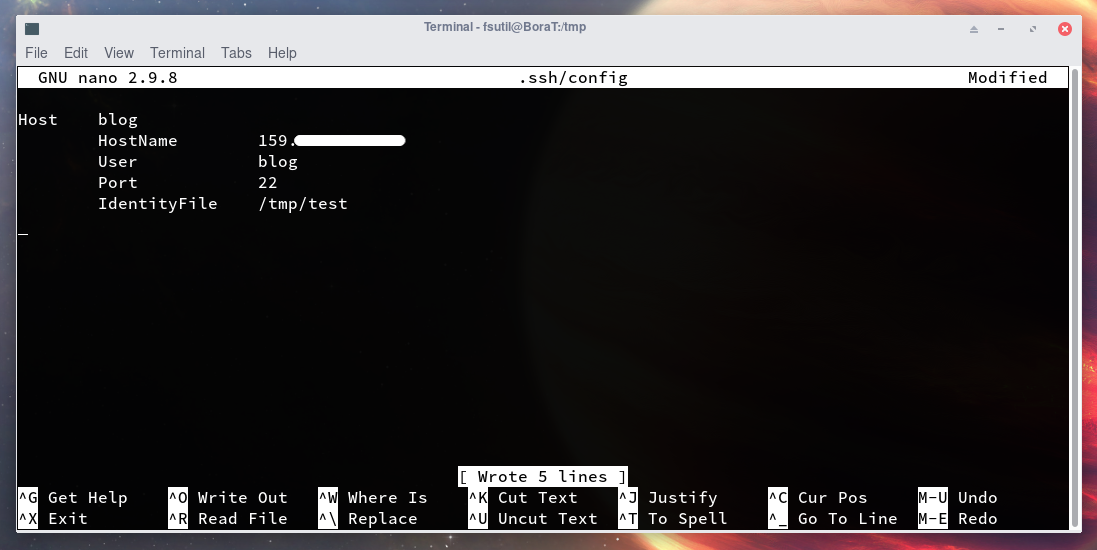 Terminal - fsutil@BoraT:/tmp
File Edit View Terminal Tabs Help
GNU nano 2.9.8 .ssh/config Modified
Host blog
HostName 159.
User blog
Port 22
IdentityFile /tmp/test
[ Wrote 5 lines ]
^G Get Help ^O Write Out ^W Where Is ^K Cut Text ^J Justify ^C Cur Pos M-U Undo
^X Exit ^R Read File ^\ Replace ^U Uncut Text ^T To Spell ^_ Go To Line M-E Redo